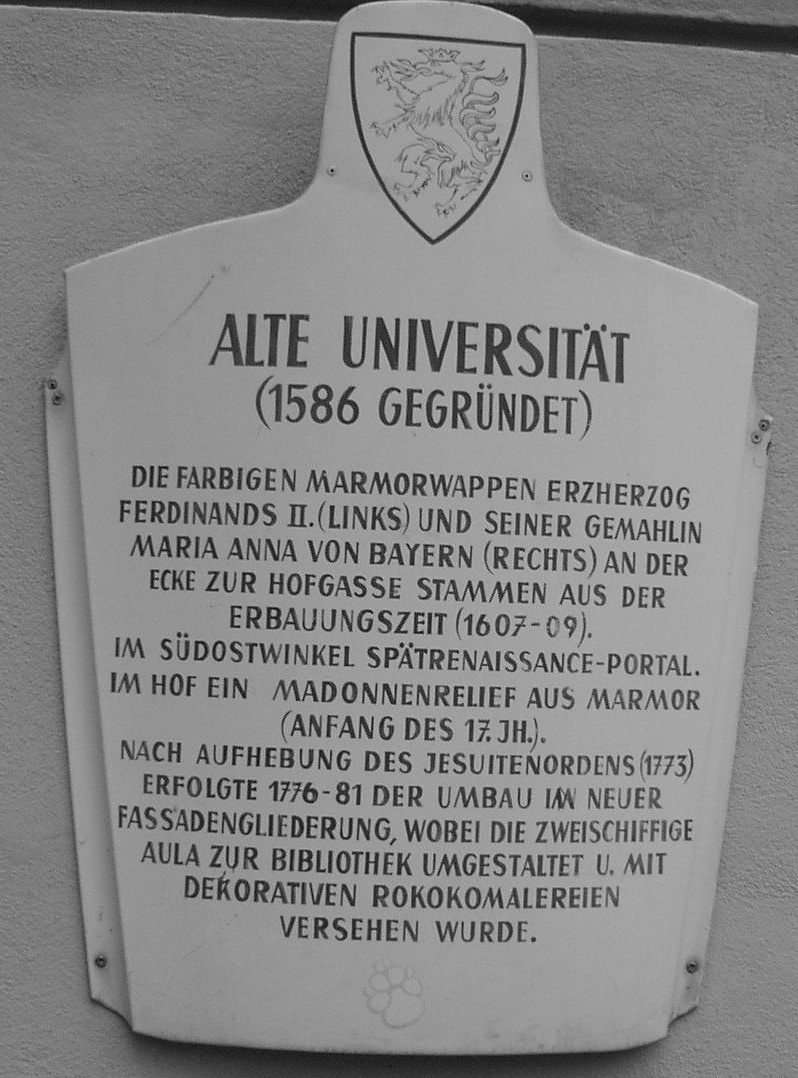 ALTE UNIVERSITÄT
(1586 GEGRÜNDET)
DIE FARBIGEN MARMORWAPPEN ERZHERZOG
FERDINANDS II. (LINKS) UND SEINER GEMAHLIN
MARIA ANNA VON BAYERN (RECHTS) AN DER
ECKE ZUR HOFGASSE STAMMEN AUS DER
ERBAUUNGSZEIT (1607-09).
IM SÜDOSTWINKEL SPÄTRENAISSANCE-PORTAL.
IM HOF EIN MADONNENRELIEF AUS MARMOR
(ANFANG DES 17. JH.).
NACH AUFHEBUNG DES JESUITENORDENS (1773)
ERFOLGTE 1776-81 DER UMBAU IN NEUER
FASSADENGLIEDERUNG, WOBEI DIE ZWEISCHIFFIGE
AULA ZUR BIBLIOTHEK UMGESTALTET U. MIT
DEKORATIVEN ROKOKOMALEREIEN
VERSEHEN WURDE.